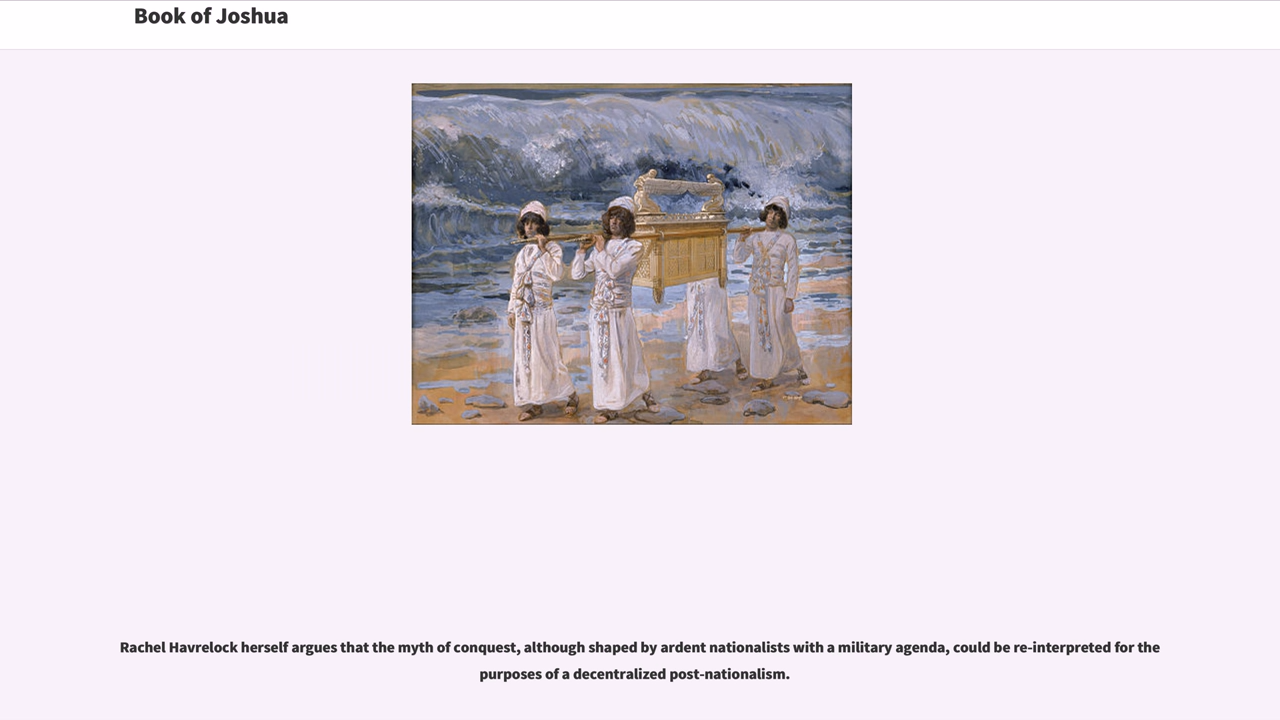 Book of Joshua
Rachel Havrelock herself argues that the myth of conquest, although shaped by ardent nationalists with a military agenda, could be re-interpreted for the
purposes of a decentralized post-nationalism.